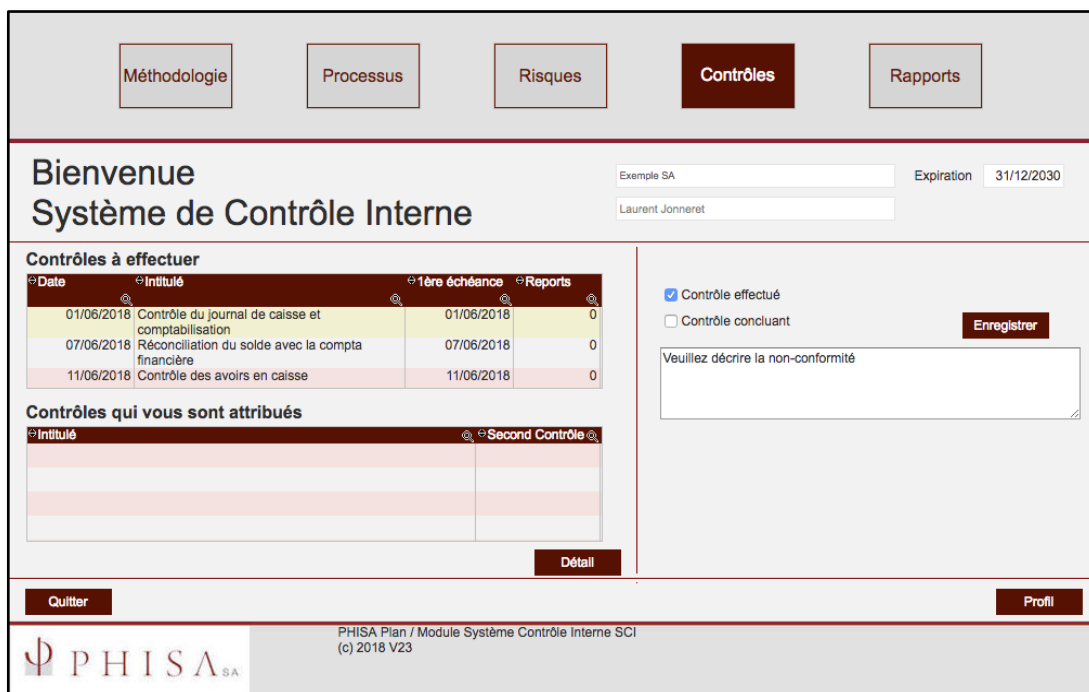 Méthodologie
Processus
Risques
Contrôles
Rapports
Bienvenue
Système de Contrôle Interne
Exemple SA
Expiration 31/12/2030
Laurent Jonneret
Contrôles à effectuer
Date Intitulé 1ère échéance Reports
01/06/2018 Contrôle du journal de caisse et 01/06/2018 0
comptabilisation
07/06/2018 Réconciliation du solde avec la compta 07/06/2018 0
financière
11/06/2018 Contrôle des avoirs en caisse 11/06/2018 0
Contrôles qui vous sont attribués
Intitulé Second Contrôle
Détail
Contrôle effectué
Contrôle concluant
Enregistrer
Veuillez décrire la non-conformité
Quitter
Profil
PHISA SA
PHISA Plan / Module Système Contrôle Interne SCI
(c) 2018 V23